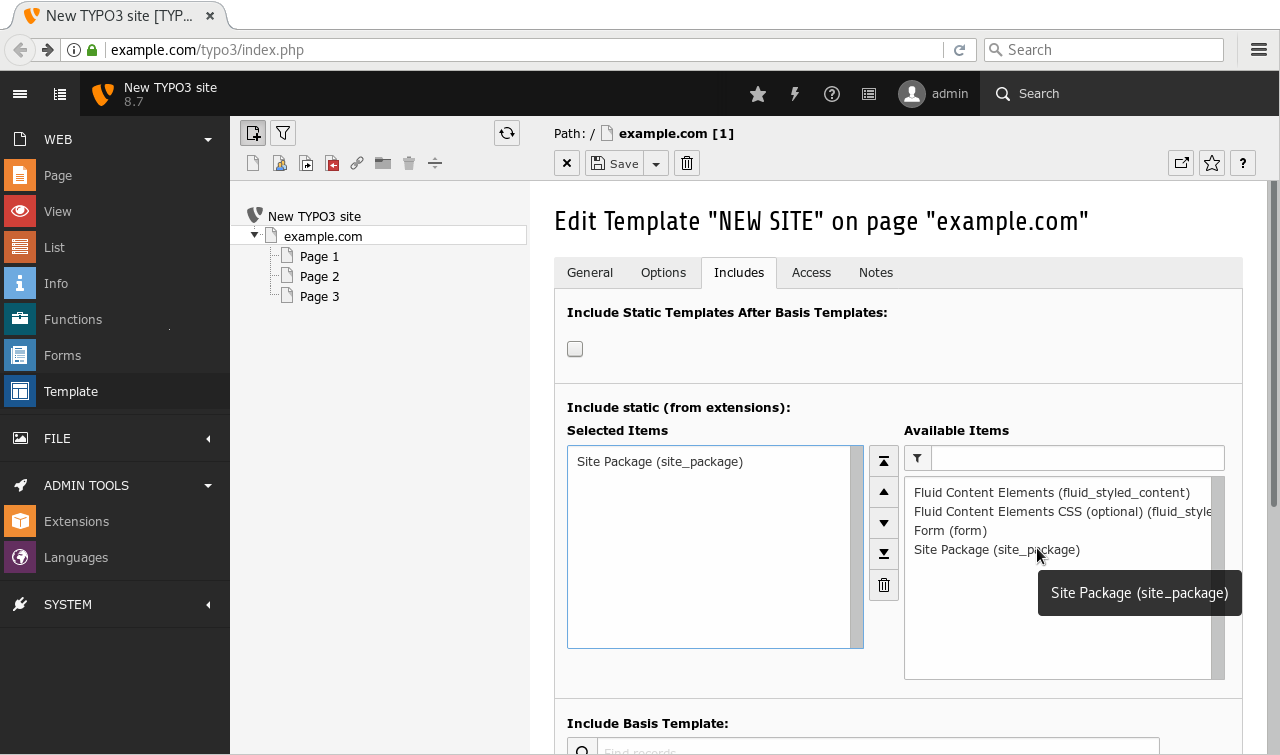 New TYPO3 site [TYP...
example.com/typo3/index.php
Search
New TYPO3 site
8.7
admin
Search
WEB
Page
View
List
Info
Functions
Forms
Template
FILE
ADMIN TOOLS
Extensions
Languages
SYSTEM
New TYPO3 site
example.com
Page 1
Page 2
Page 3
Path: / example.com [1]
Save
?
Edit Template "NEW SITE" on page "example.com"
General Options Includes Access Notes
Include Static Templates After Basis Templates:
Include static (from extensions):
Selected Items
Site Package (site_package)
Available Items
Fluid Content Elements (fluid_styled_content)
Fluid Content Elements CSS (optional) (fluid_style
Form (form)
Site Package (site_package)
Site Package (site_package)
Include Basis Template:
Find records